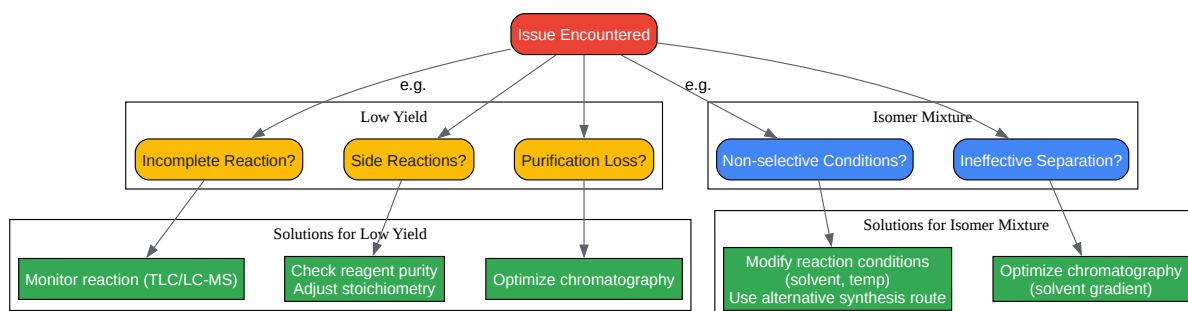 Issue Encountered
e.g.
e.g.
Low Yield
Isomer Mixture
Incomplete Reaction?
Side Reactions?
Purification Loss?
Non-selective Conditions?
Ineffective Separation?
Solutions for Low Yield
Solutions for Isomer Mixture
Monitor reaction (TLC/LC-MS)
Check reagent purity
Adjust stoichiometry
Optimize chromatography
Modify reaction conditions
(solvent, temp)
Use alternative synthesis route
Optimize chromatography
(solvent gradient)